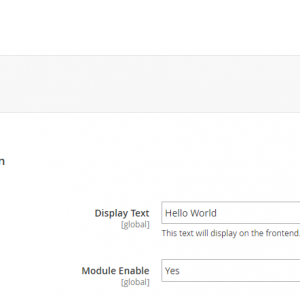 n
Display Text
Hello World
[global]
This text will display on the frontend.
Module Enable
Yes
[global]